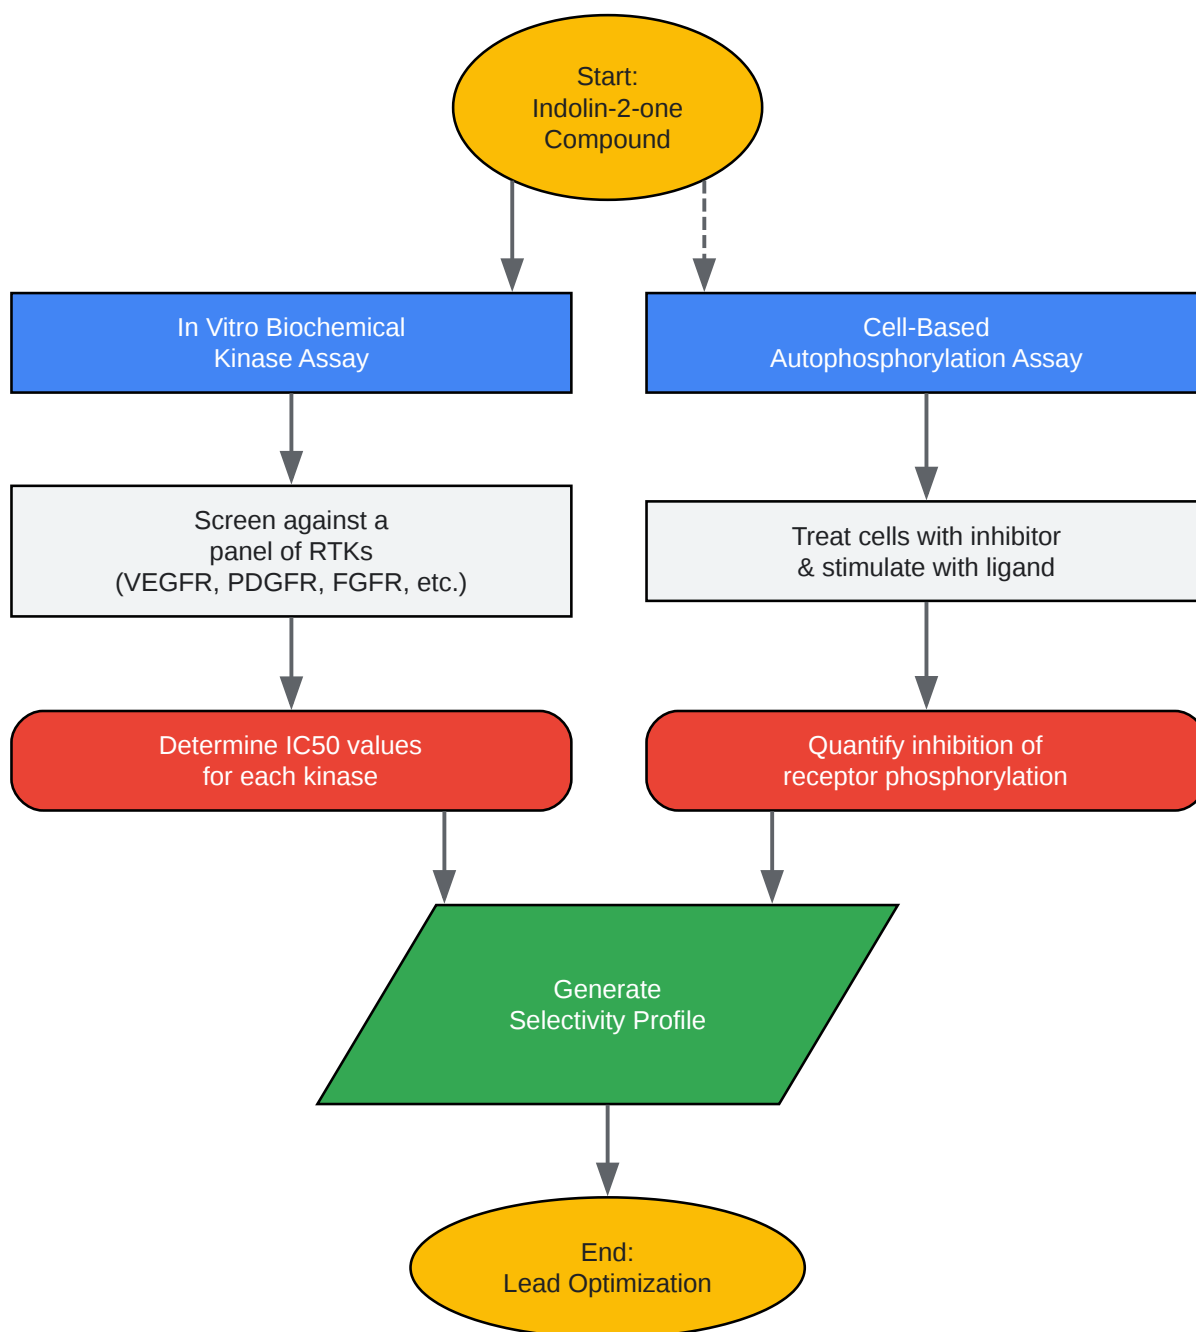 Start:
Indolin-2-one
Compound
In Vitro Biochemical
Kinase Assay
Cell-Based
Autophosphorylation Assay
Screen against a
panel of RTKs
(VEGFR, PDGFR, FGFR, etc.)
Treat cells with inhibitor
& stimulate with ligand
Determine IC50 values
for each kinase
Quantify inhibition of
receptor phosphorylation
Generate
Selectivity Profile
End:
Lead Optimization